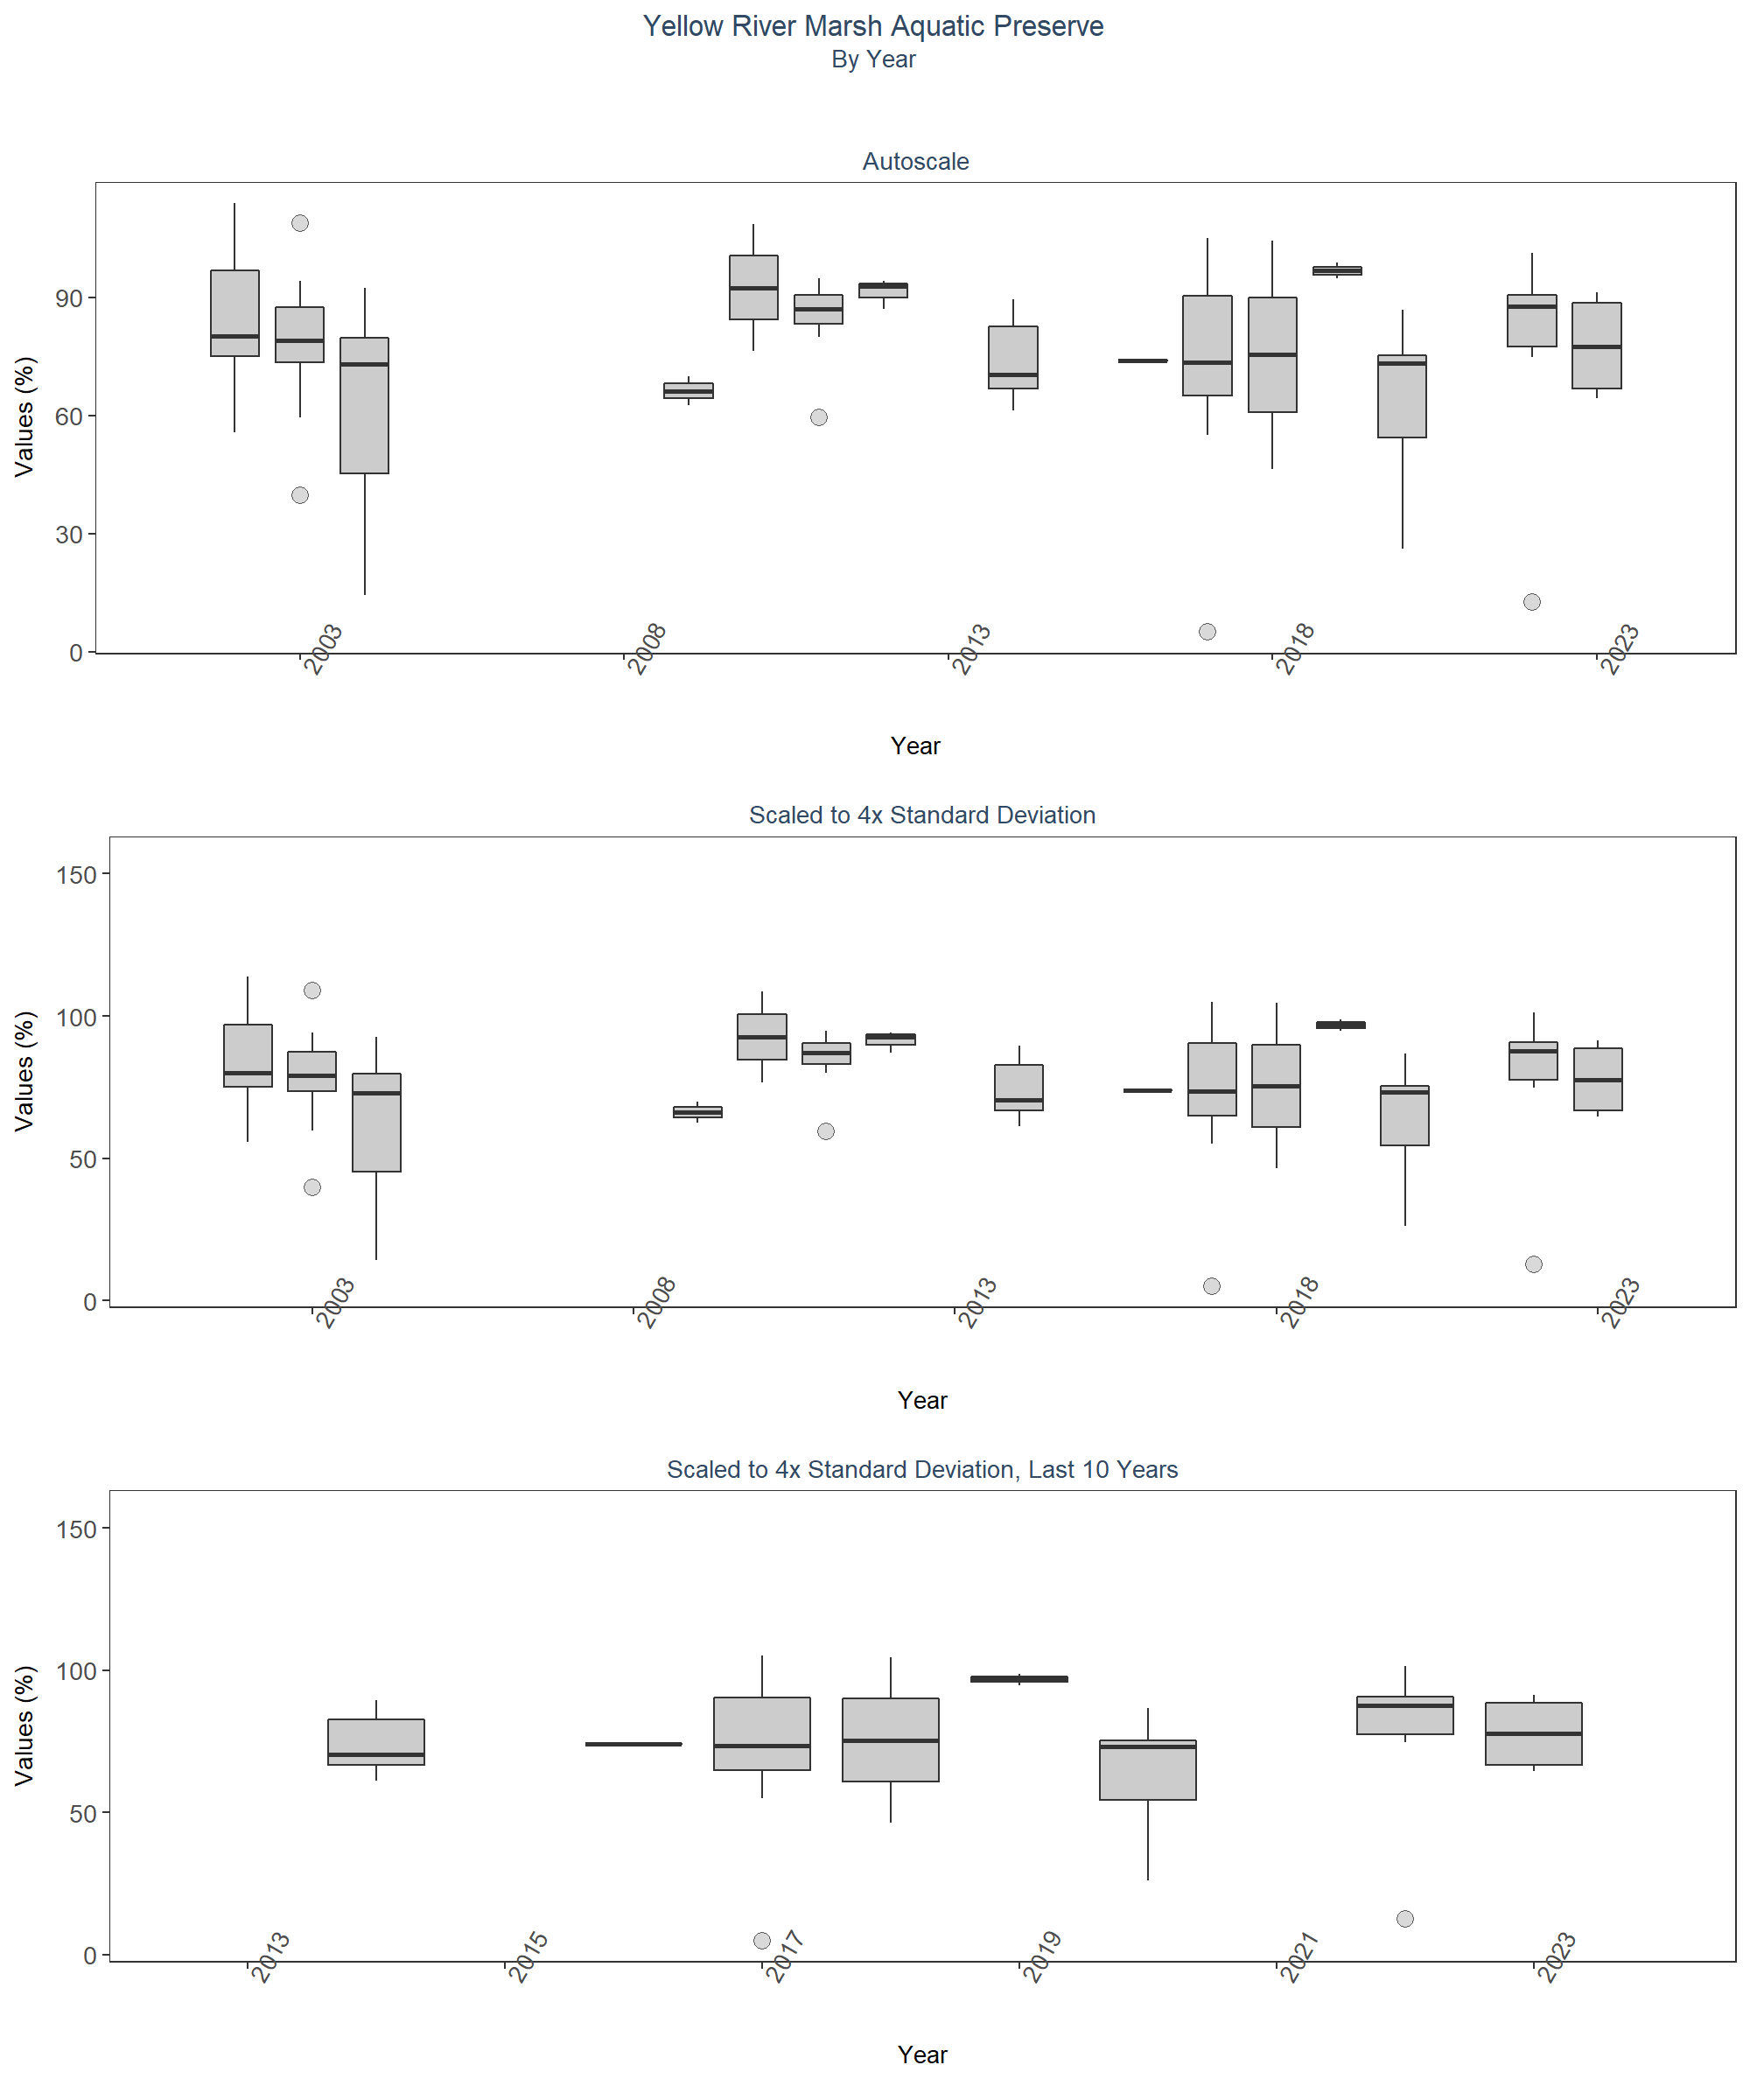 Yellow River Marsh Aquatic Preserve
By Year
Autoscale
Values (%)
90
60
30
0
2003
2008
2013
2018
2023
Year
Scaled to 4x Standard Deviation
Values (%)
150
100
50
0
2003
2008
2013
2018
2023
Year
Scaled to 4x Standard Deviation, Last 10 Years
Values (%)
150
100
50
0
2013
2015
2017
2019
2021
2023
Year